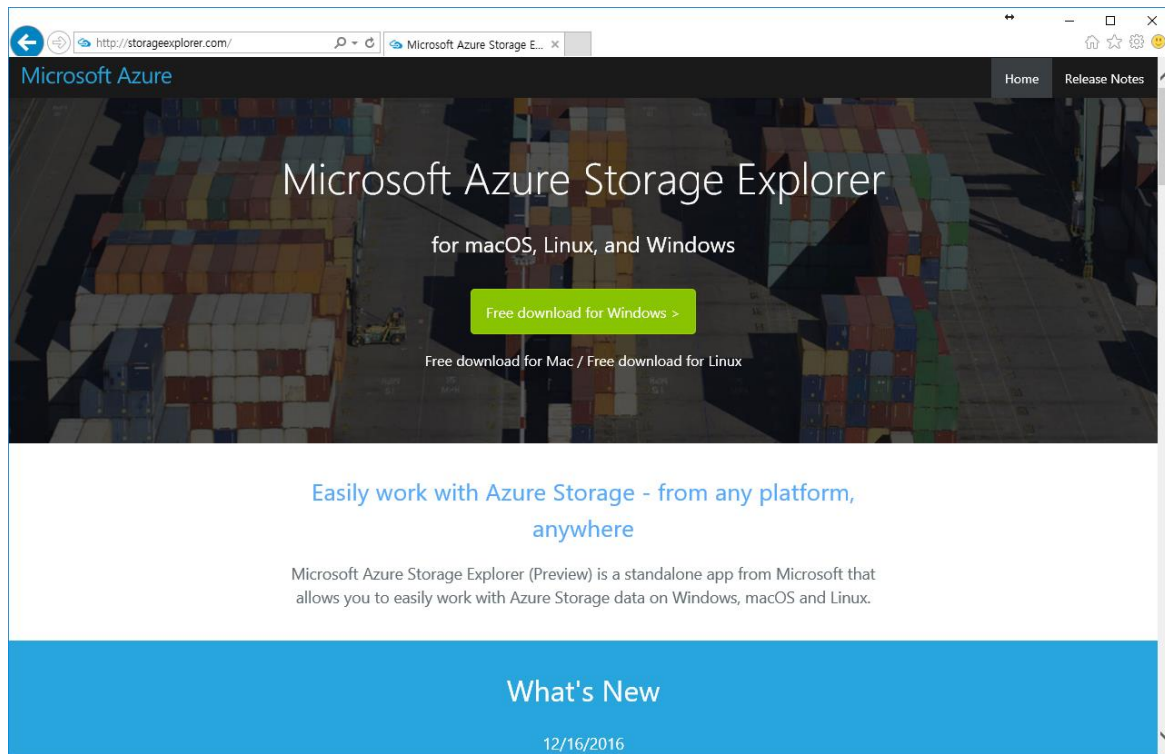 http://storageexplorer.com/
Microsoft Azure Storage E...
Microsoft Azure
Home
Release Notes
Microsoft Azure Storage Explorer
for macOS, Linux, and Windows
Free download for Windows >
Free download for Mac / Free download for Linux
Easily work with Azure Storage - from any platform,
anywhere
Microsoft Azure Storage Explorer (Preview) is a standalone app from Microsoft that
allows you to easily work with Azure Storage data on Windows, macOS and Linux.
What's New
12/16/2016